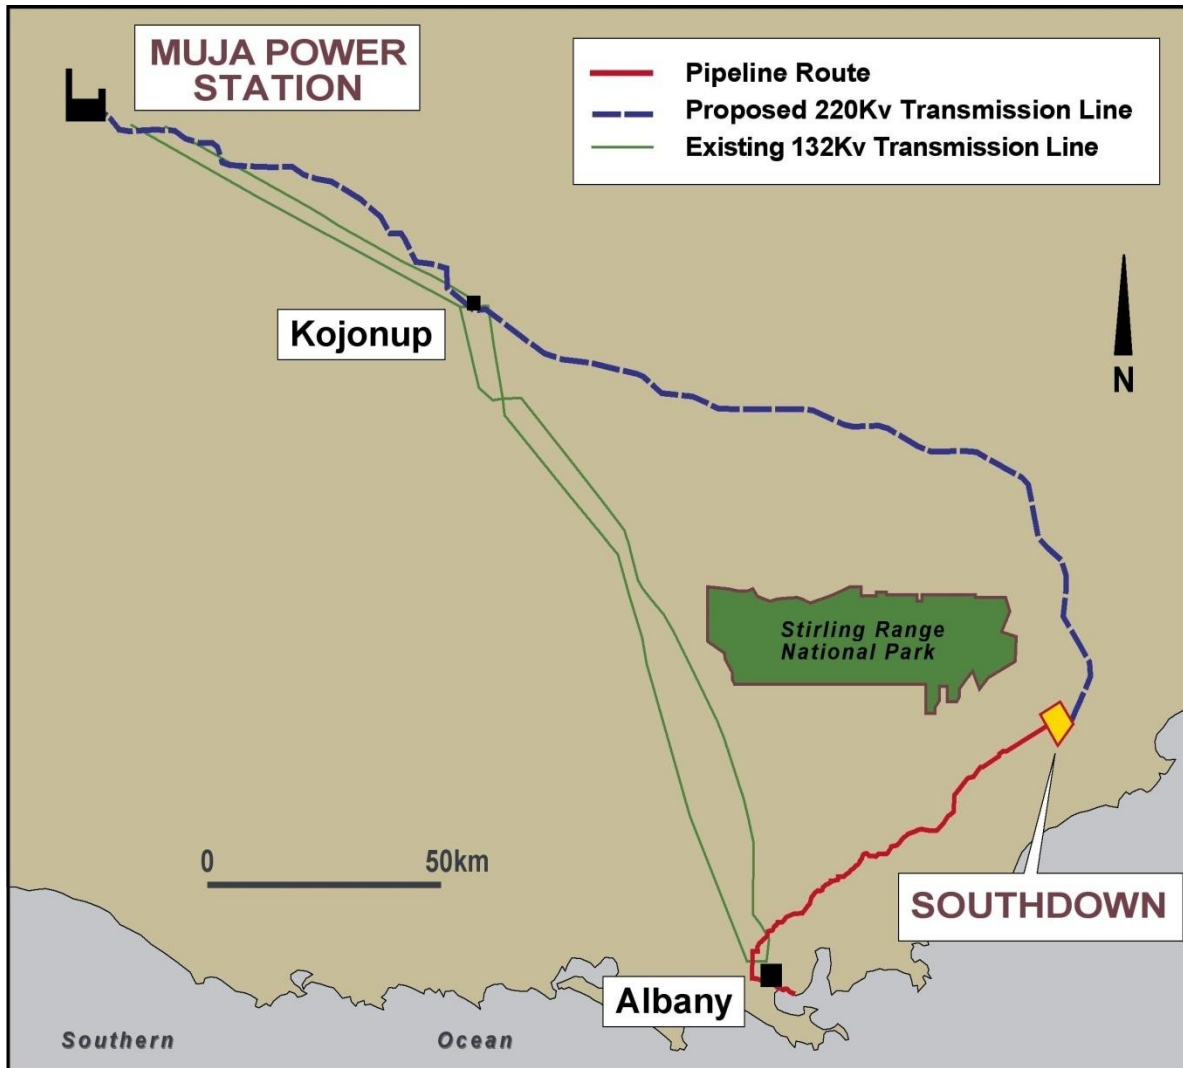 MUJA POWER
STATION
Pipeline Route
Proposed 220Kv Transmission Line
Existing 132Kv Transmission Line
Kojonup
N
Stirling Range
National Park
0 50km
SOUTHDOWN
Albany
Southern Ocean